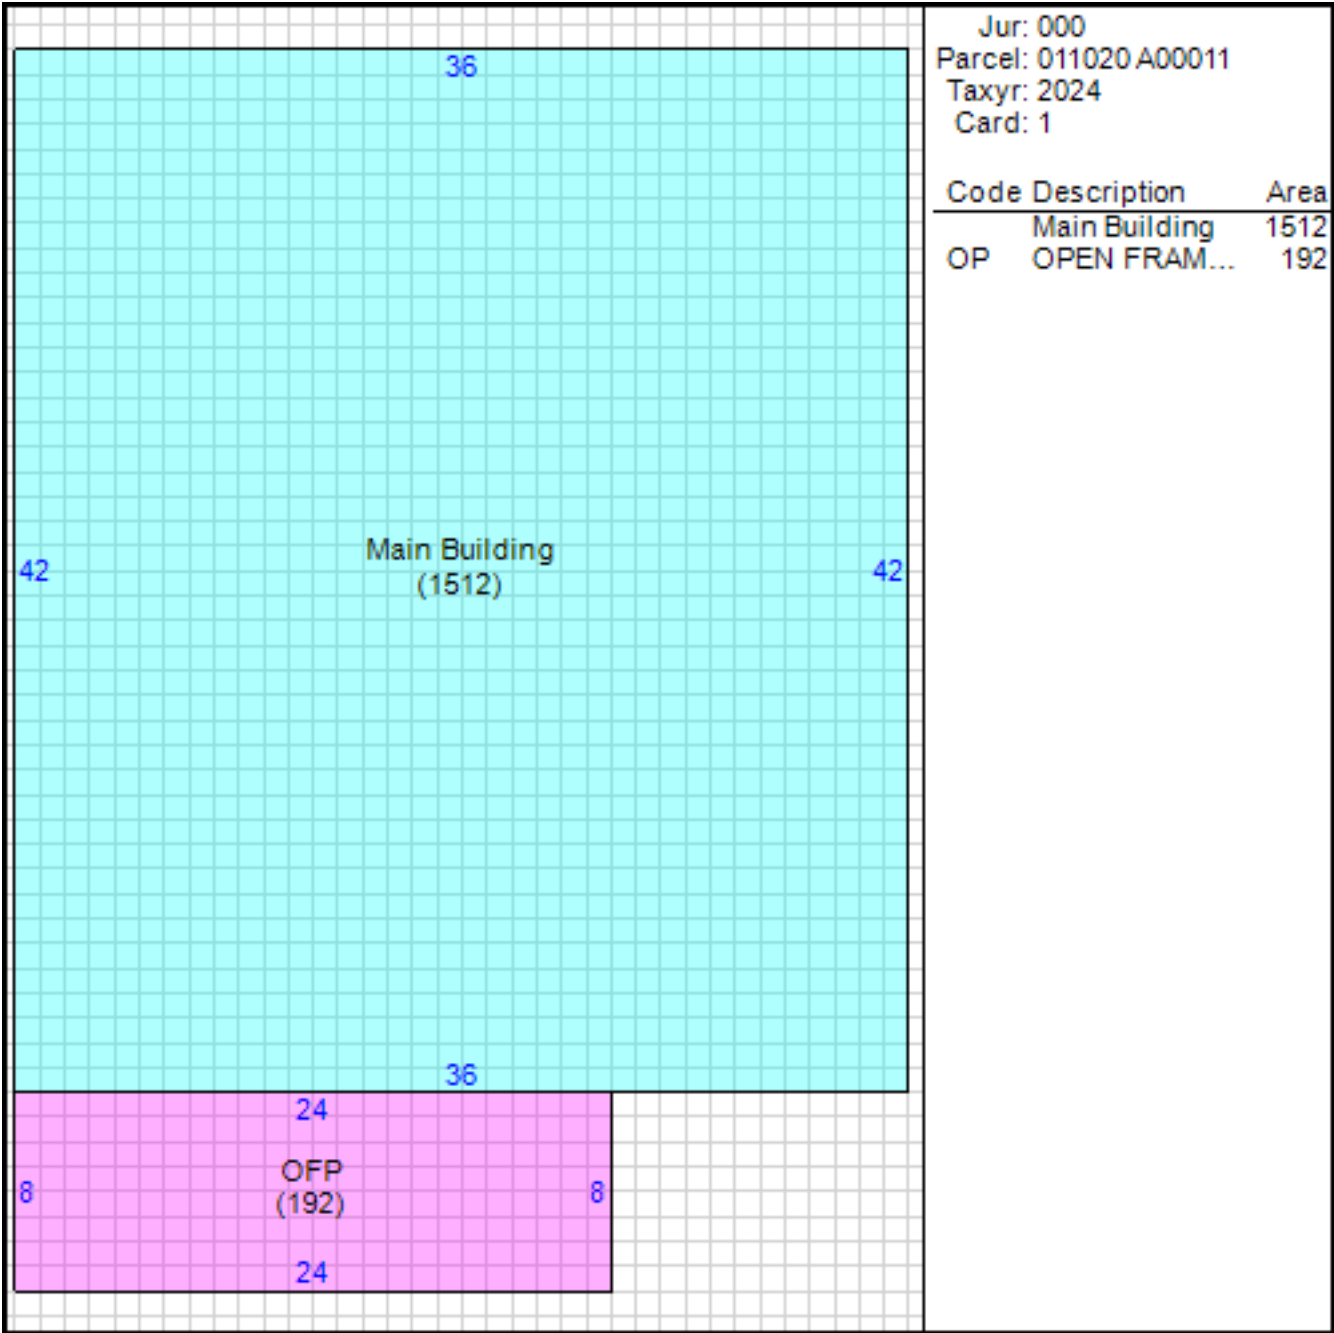 36
42
Main Building
(1512)
42
36
24
OFP
(192)
8
8
24
Jur: 000
Parcel: 011020 A00011
Taxyr: 2024
Card: 1
Code Description Area
Main Building 1512
OP OPEN FRAM... 192